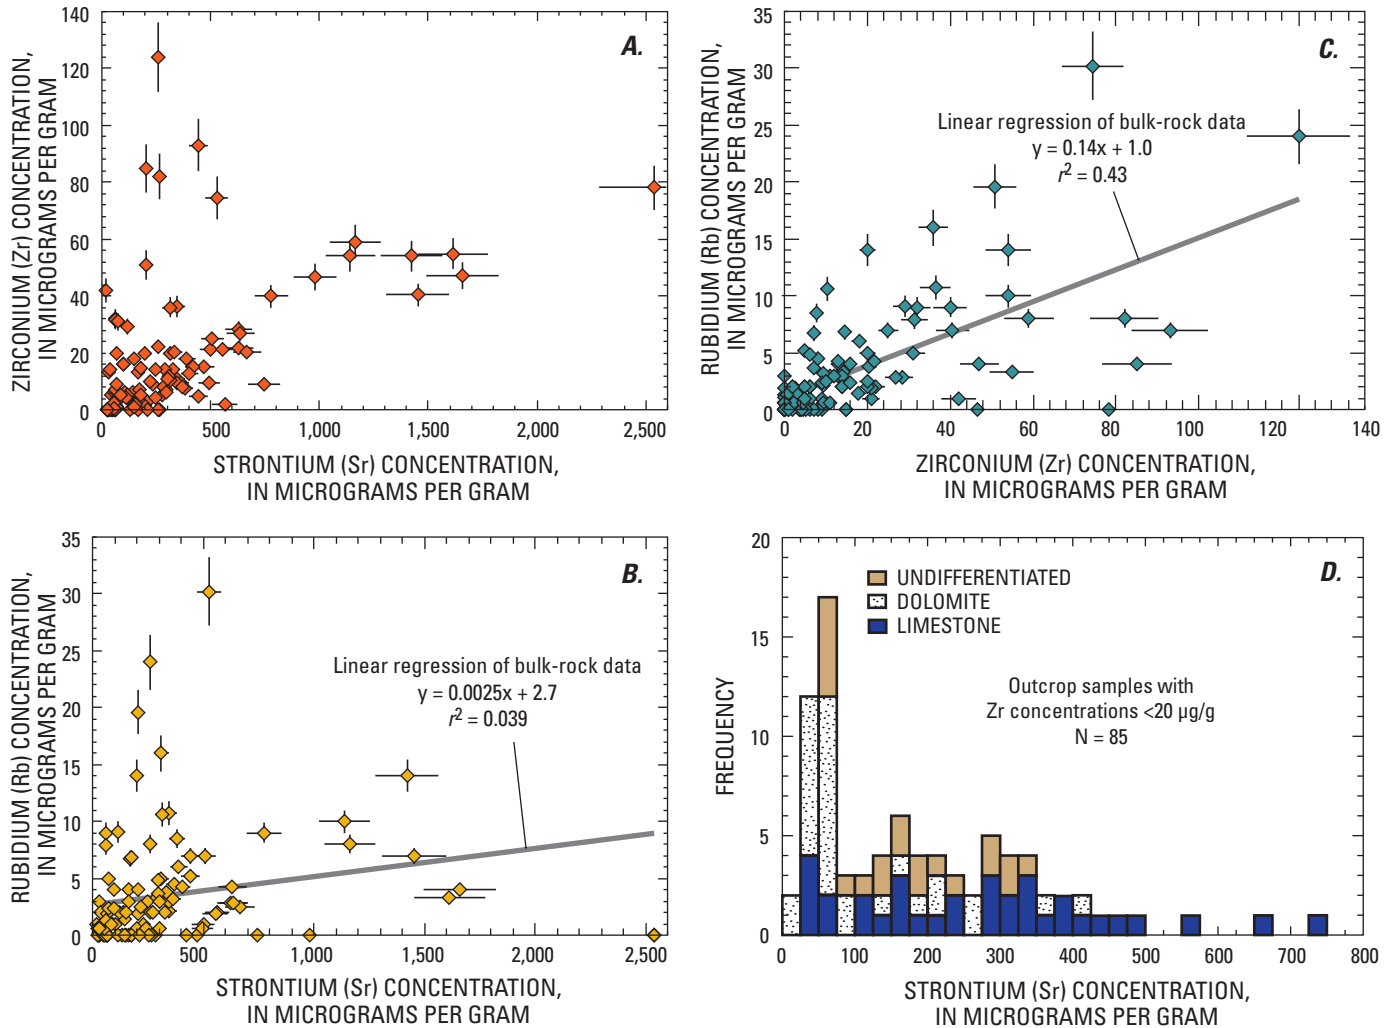 A.
ZIRCONIUM (Zr) CONCENTRATION,
IN MICROGRAMS PER GRAM
140
120
100
80
60
40
20
0
0
500
1,000
1,500
2,000
2,500
STRONTIUM (Sr) CONCENTRATION,
IN MICROGRAMS PER GRAM
C.
RUBIDIUM (Rb) CONCENTRATION,
IN MICROGRAMS PER GRAM
35
30
25
20
15
10
5
0
Linear regression of bulk-rock data
y = 0.14x + 1.0
r² = 0.43
0
20
40
60
80
100
120
140
ZIRCONIUM (Zr) CONCENTRATION,
IN MICROGRAMS PER GRAM
B.
RUBIDIUM (Rb) CONCENTRATION,
IN MICROGRAMS PER GRAM
35
30
25
20
15
10
5
0
Linear regression of bulk-rock data
y = 0.0025x + 2.7
r² = 0.039
0
500
1,000
1,500
2,000
2,500
STRONTIUM (Sr) CONCENTRATION,
IN MICROGRAMS PER GRAM
D.
FREQUENCY
20
17
15
12
10
7
5
2
0
UNDIFFERENTIATED
DOLOMITE
LIMESTONE
Outcrop samples with
Zr concentrations <20 µg/g
N = 85
0
100
200
300
400
500
600
700
800
STRONTIUM (Sr) CONCENTRATION,
IN MICROGRAMS PER GRAM